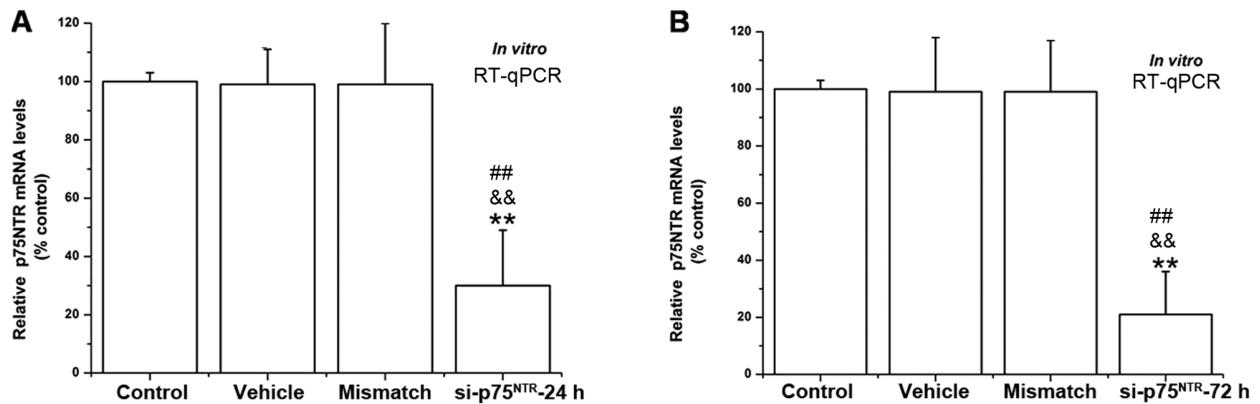 A
Relative p75NTR mRNA levels
(% control)
120
100
80
60
40
20
0
In vitro
RT-qPCR
##
&&
**
Control
Vehicle
Mismatch
si-p75NTR-24 h
B
Relative p75NTR mRNA levels
(% control)
120
100
80
60
40
20
0
In vitro
RT-qPCR
##
&&
**
Control
Vehicle
Mismatch
si-p75NTR-72 h